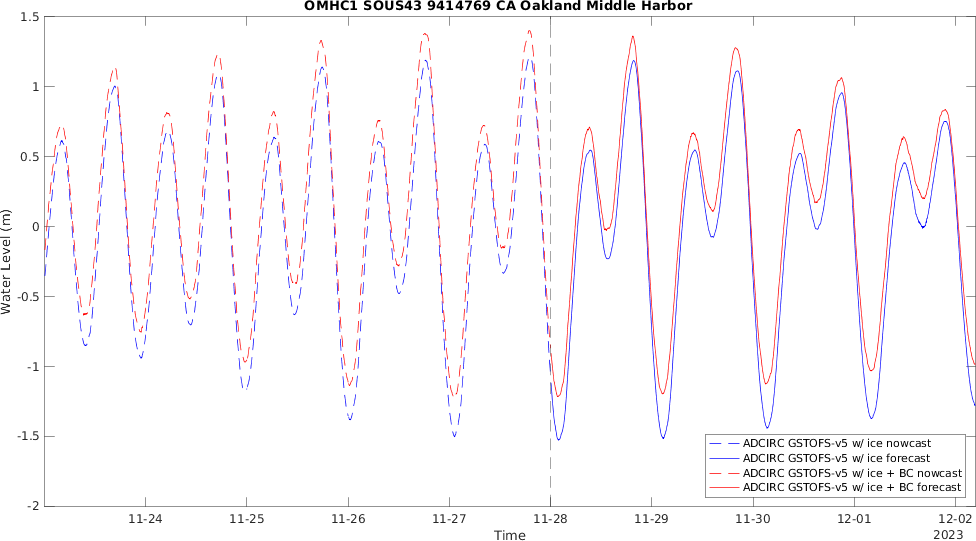 OMHC1 SOUS43 9414769 CA Oakland Middle Harbor
1.5
1
0.5
0
-0.5
-1
-1.5
-2
Water Level (m)
ADCIRC GSTOFS-v5 w/ ice nowcast
ADCIRC GSTOFS-v5 w/ ice forecast
ADCIRC GSTOFS-v5 w/ ice + BC nowcast
ADCIRC GSTOFS-v5 w/ ice + BC forecast
11-24 11-25 11-26 11-27 11-28 11-29 11-30 12-01 12-02
Time 2023